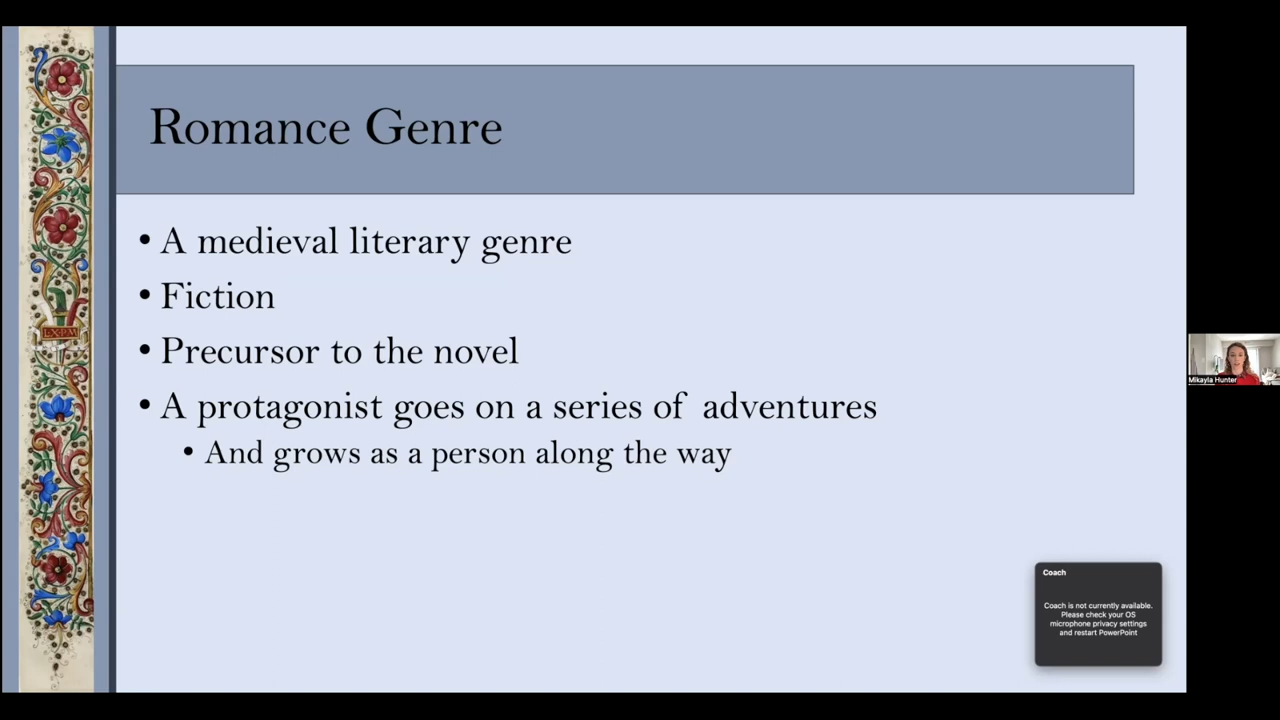 Romance Genre
• A medieval literary genre
• Fiction
• Precursor to the novel
• A protagonist goes on a series of adventures
• And grows as a person along the way
Mikayla Hunter
Coach
Coach is not currently available.
Please check your OS
microphone privacy settings
and restart PowerPoint